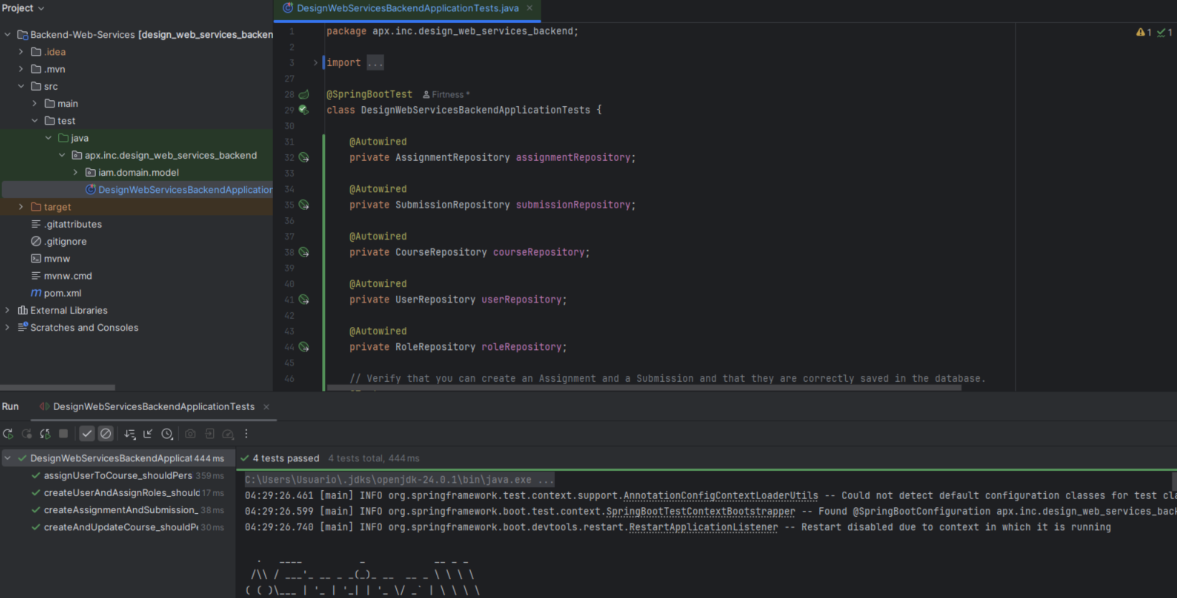 Project
Backend-Web-Services [design_web_services_backen
.idea
.mvn
src
main
test
java
apx.inc.design_web_services_backend
iam.domain.model
DesignWebServicesBackendApplication
target
.gitattributes
.gitignore
mvnw
mvnw.cmd
pom.xml
External Libraries
Scratches and Consoles
DesignWebServicesBackendApplicationTests.java
1 package apx.inc.design_web_services_backend;
2
3 import ...
27
28 @SpringBootTest Firtness *
29 class DesignWebServicesBackendApplicationTests {
30
31 @Autowired
32 private AssignmentRepository assignmentRepository;
33
34 @Autowired
35 private SubmissionRepository submissionRepository;
36
37 @Autowired
38 private CourseRepository courseRepository;
39
40 @Autowired
41 private UserRepository userRepository;
42
43 @Autowired
44 private RoleRepository roleRepository;
45
46 // Verify that you can create an Assignment and a Submission and that they are correctly saved in the database.
1 1
Run DesignWebServicesBackendApplicationTests
DesignWebServicesBackendApplicat 444 ms
assignUserToCourse_shouldPers 359 ms
createUserAndAssignRoles_shoulc 17 ms
createAssignmentAndSubmission_ 38 ms
createAndUpdateCourse_shouldPe 30 ms
4 tests passed 4 tests total, 444 ms
C:\Users\Usuario\.jdks\openjdk-24.0.1\bin\java.exe ...
04:29:26.461 [main] INFO org.springframework.test.context.support.AnnotationConfigContextLoaderUtils -- Could not detect default configuration classes for test cla
04:29:26.599 [main] INFO org.springframework.boot.test.context.SpringBootTestContextBootstrapper -- Found @SpringBootConfiguration apx.inc.design_web_services_back
04:29:26.740 [main] INFO org.springframework.boot.devtools.restart.RestartApplicationListener -- Restart disabled due to context in which it is running